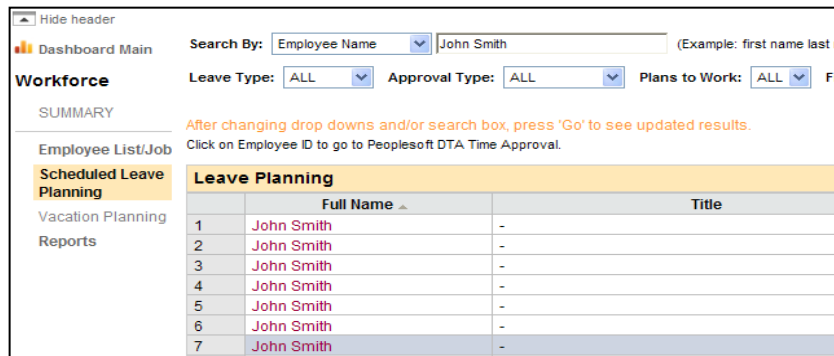 Hide header
Dashboard Main
Workforce
SUMMARY
Employee List/Job
Scheduled Leave
Planning
Vacation Planning
Reports
Search By: Employee Name John Smith (Example: first name last
Leave Type: ALL Approval Type: ALL Plans to Work: ALL F
After changing drop downs and/or search box, press 'Go' to see updated results.
Click on Employee ID to go to Peoplesoft DTA Time Approval.
Leave Planning
Full Name Title
1 John Smith -
2 John Smith -
3 John Smith -
4 John Smith -
5 John Smith -
6 John Smith -
7 John Smith -